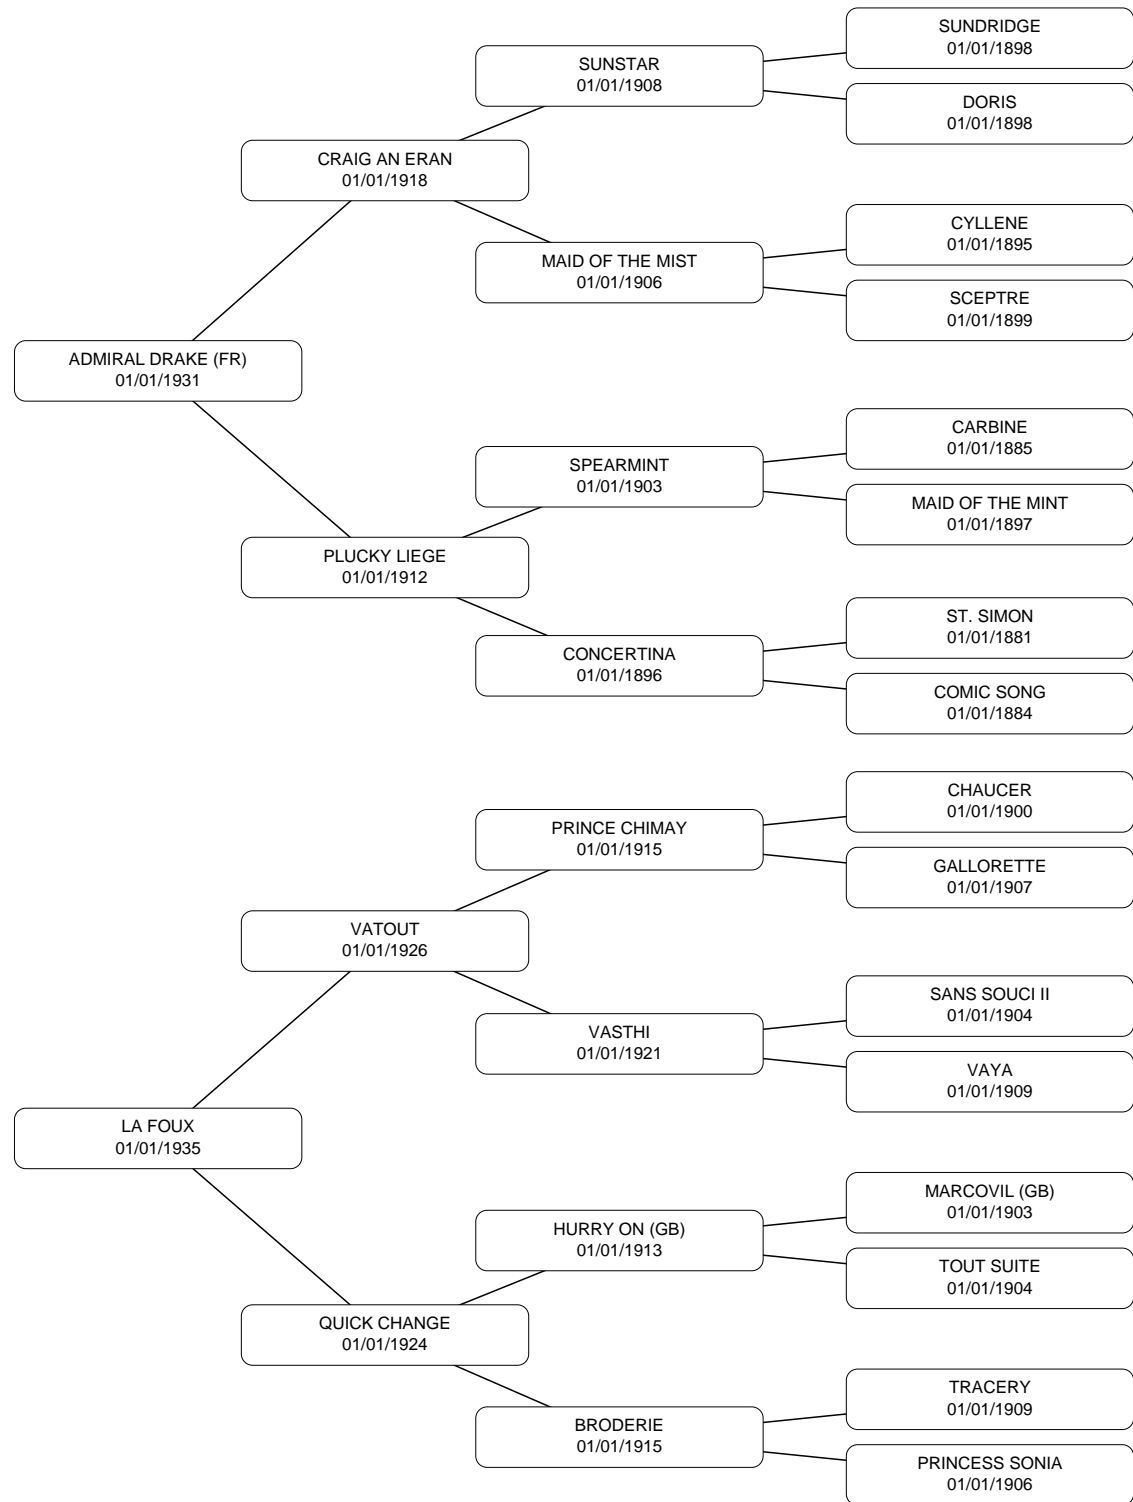 SUNDRIDGE
01/01/1898
SUNSTAR
01/01/1908
DORIS
01/01/1898
CRAIG AN ERAN
01/01/1918
CYLLENE
01/01/1895
MAID OF THE MIST
01/01/1906
SCEPTRE
01/01/1899
ADMIRAL DRAKE (FR)
01/01/1931
CARBINE
01/01/1885
SPEARMINT
01/01/1903
MAID OF THE MINT
01/01/1897
PLUCKY LIEGE
01/01/1912
ST. SIMON
01/01/1881
CONCERTINA
01/01/1896
COMIC SONG
01/01/1884
CHAUCER
01/01/1900
PRINCE CHIMAY
01/01/1915
GALLORETTE
01/01/1907
VATOUT
01/01/1926
SANS SOUCI II
01/01/1904
VASTHI
01/01/1921
VAYA
01/01/1909
LA FOUX
01/01/1935
MARCOVIL (GB)
01/01/1903
HURRY ON (GB)
01/01/1913
TOUT SUITE
01/01/1904
QUICK CHANGE
01/01/1924
TRACERY
01/01/1909
BRODERIE
01/01/1915
PRINCESS SONIA
01/01/1906